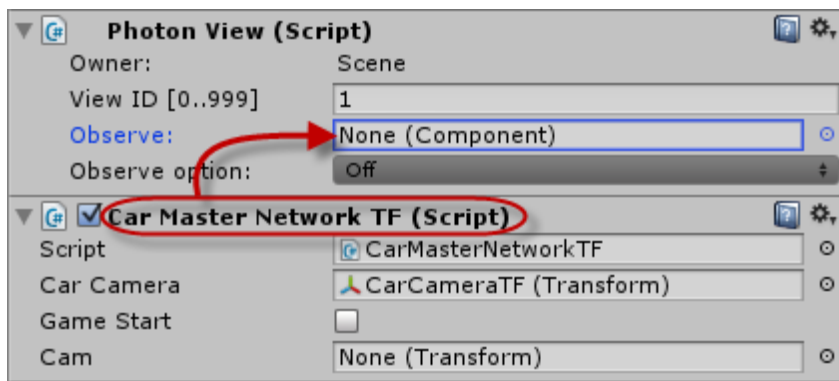 Photon View (Script)
Owner: Scene
View ID [0..999] 1
Observe: None (Component)
Observe option: Off
Car Master Network TF (Script)
Script CarMasterNetworkTF
Car Camera CarCameraTF (Transform)
Game Start
Cam None (Transform)